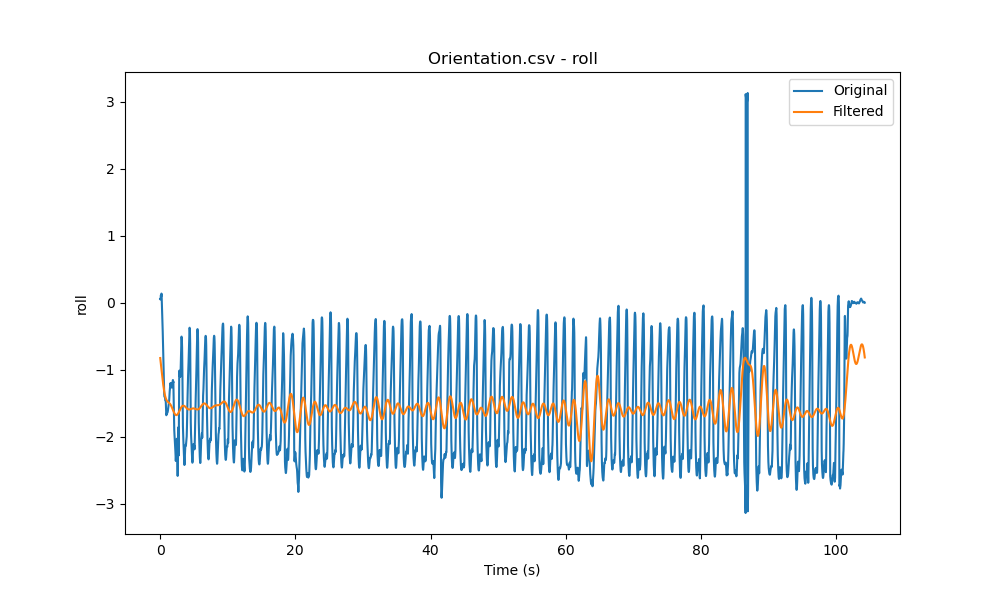 Orientation.csv - roll
Original
Filtered
3
2
1
0
−1
−2
−3
roll
0
20
40
60
80
100
Time (s)